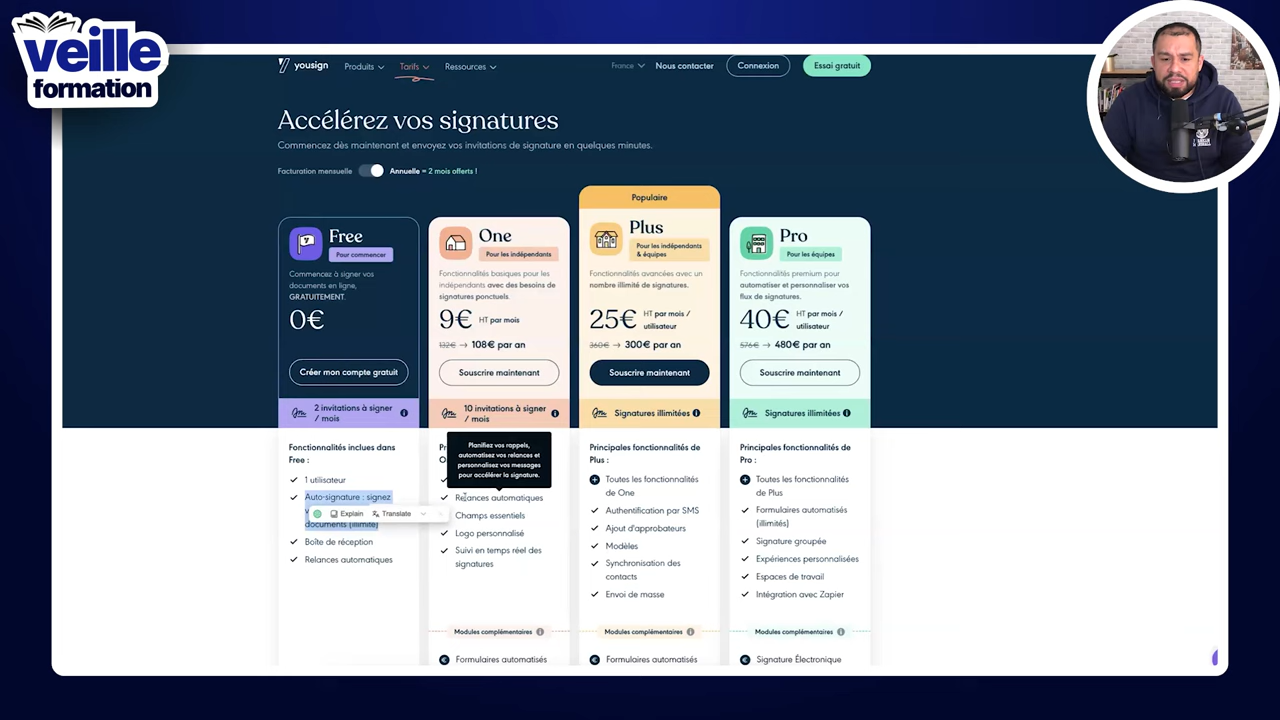 veille
formation
yousign
Produits
Tarifs
Ressources
France
Nous contacter
Connexion
Essai gratuit
Accélérez vos signatures
Commencez dès maintenant et envoyez vos invitations de signature en quelques minutes.
Facturation mensuelle
Annuelle = 2 mois offerts !
Free
Pour commencer
Commencez à signer vos
documents en ligne,
GRATUITEMENT.
0€
Créer mon compte gratuit
2 invitations à signer
/ mois
Fonctionnalités inclues dans
Free :
1 utilisateur
Auto-signature : signez
documents (illimité)
Explain
Translate
Boîte de réception
Relances automatiques
One
Pour les indépendants
Fonctionnalités basiques pour les
indépendants avec des besoins de
signatures ponctuels.
9€ HT par mois
132€ → 108€ par an
Souscrire maintenant
10 invitations à signer
/ mois
Planifiez vos rappels,
automatisez vos relances et
personnalisez vos messages
pour accélérer la signature.
Relances automatiques
Champs essentiels
Logo personnalisé
Suivi en temps réel des
signatures
Modules complémentaires
Formulaires automatisés
Populaire
Plus
Pour les indépendants
& équipes
Fonctionnalités avancées avec un
nombre illimité de signatures.
25€ HT par mois /
utilisateur
360€ → 300€ par an
Souscrire maintenant
Signatures illimitées
Principales fonctionnalités de
Plus :
Toutes les fonctionnalités
de One
Authentification par SMS
Ajout d'approbateurs
Modèles
Synchronisation des
contacts
Envoi de masse
Modules complémentaires
Formulaires automatisés
Pro
Pour les équipes
Fonctionnalités premium pour
automatiser et personnaliser vos
flux de signatures.
40€ HT par mois /
utilisateur
576€ → 480€ par an
Souscrire maintenant
Signatures illimitées
Principales fonctionnalités de
Pro :
Toutes les fonctionnalités
de Plus
Formulaires automatisés
(illimités)
Signature groupée
Expériences personnalisées
Espaces de travail
Intégration avec Zapier
Modules complémentaires
Signature Électronique